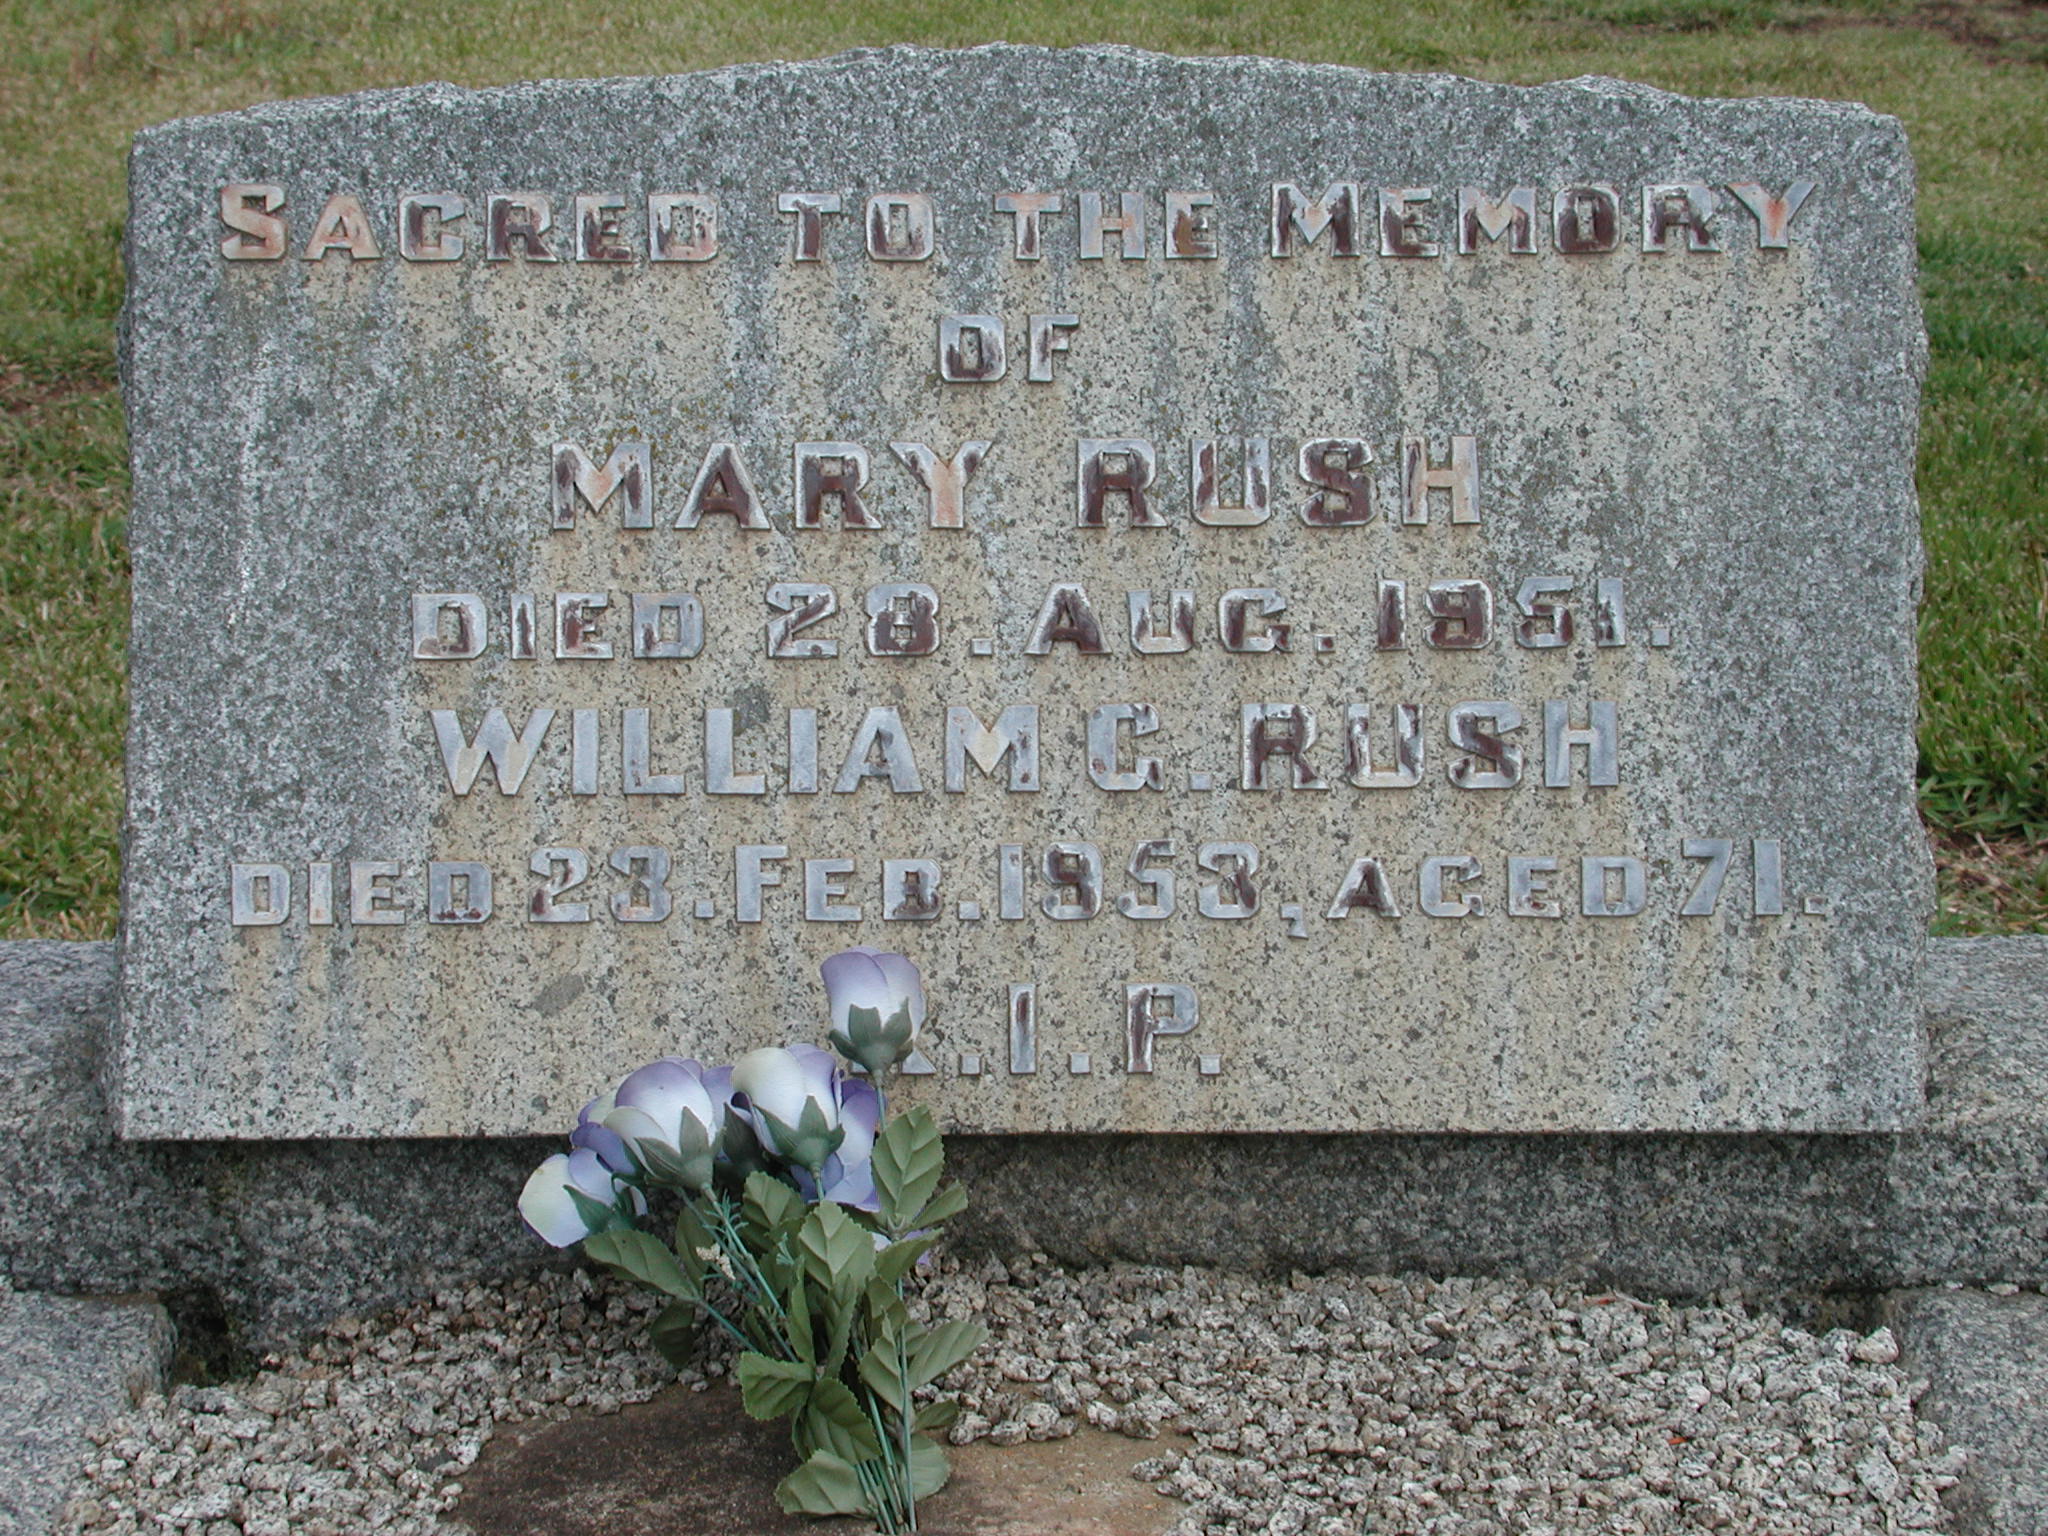 SACRED TO THE MEMORY
OF
MARY RUSH
DIED 28. AUG. 1951.
WILLIAM G. RUSH
DIED 23. FEB. 1953, AGED 71.
R.I.P.